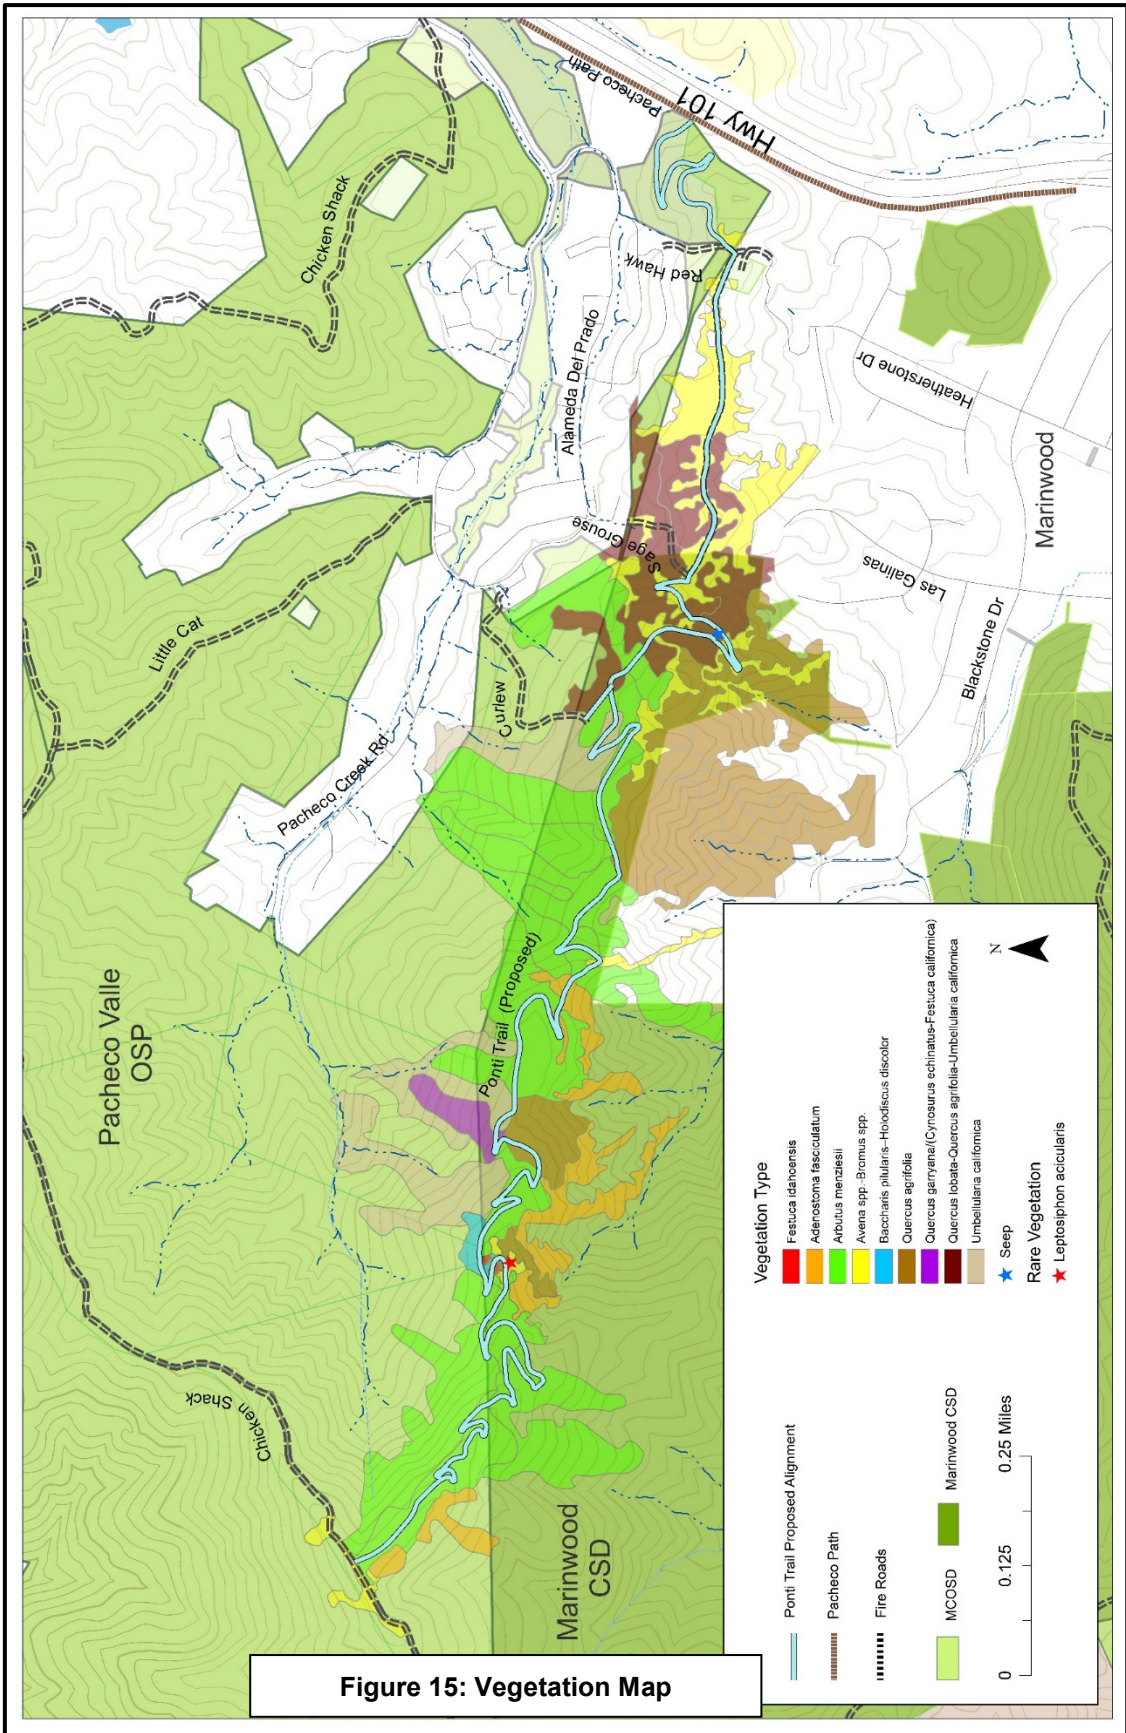 Pacheco Path
Hwy 101
Chicken Shack
Red Hawk
Alameda Del Prado
Heatherstone Dr
Marinwood
Sage Grouse
Las Galinas
Blackstone Dr
Little Cat
Curlew
Pacheco Creek Rd
Pacheco Valle
OSP
Ponti Trail (Proposed)
Chicken Shack
Marinwood
CSD
Ponti Trail Proposed Alignment
Pacheco Path
Fire Roads
MCOSD
Marinwood CSD
0
0.125
0.25 Miles
Vegetation Type
Festuca idahoensis
Adenostoma fasciculatum
Arbutus menziesii
Avena spp.-Bromus spp.
Baccharis pilularis--Holodiscus discolor
Quercus agrifolia
Quercus garryana/(Cynosurus echinatus-Festuca californica)
Quercus lobata-Quercus agrifolia-Umbellularia californica
Umbellularia californica
Seep
Rare Vegetation
Leptosiphon acicularis
N
Figure 15: Vegetation Map